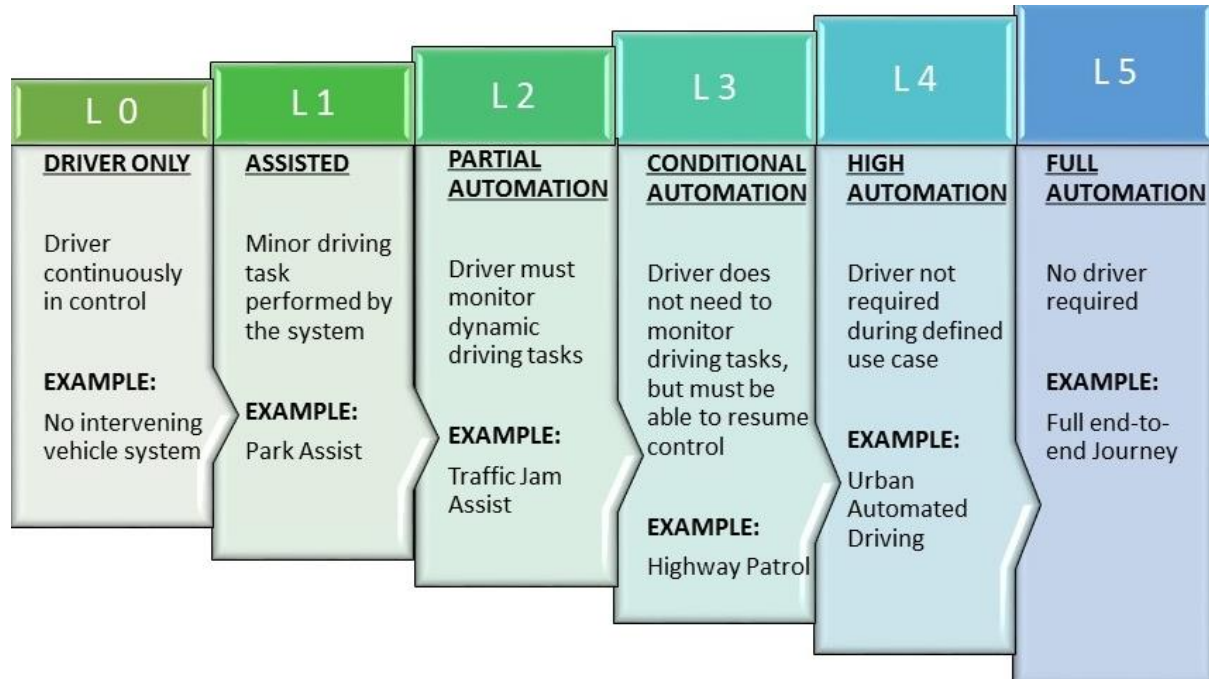 L 0
DRIVER ONLY
Driver
continuously
in control
EXAMPLE:
No intervening
vehicle system
L 1
ASSISTED
Minor driving
task
performed by
the system
EXAMPLE:
Park Assist
L 2
PARTIAL
AUTOMATION
Driver must
monitor
dynamic
driving tasks
EXAMPLE:
Traffic Jam
Assist
L 3
CONDITIONAL
AUTOMATION
Driver does
not need to
monitor
driving tasks,
but must be
able to resume
control
EXAMPLE:
Highway Patrol
L 4
HIGH
AUTOMATION
Driver not
required
during defined
use case
EXAMPLE:
Urban
Automated
Driving
L 5
FULL
AUTOMATION
No driver
required
EXAMPLE:
Full end-to-
end Journey